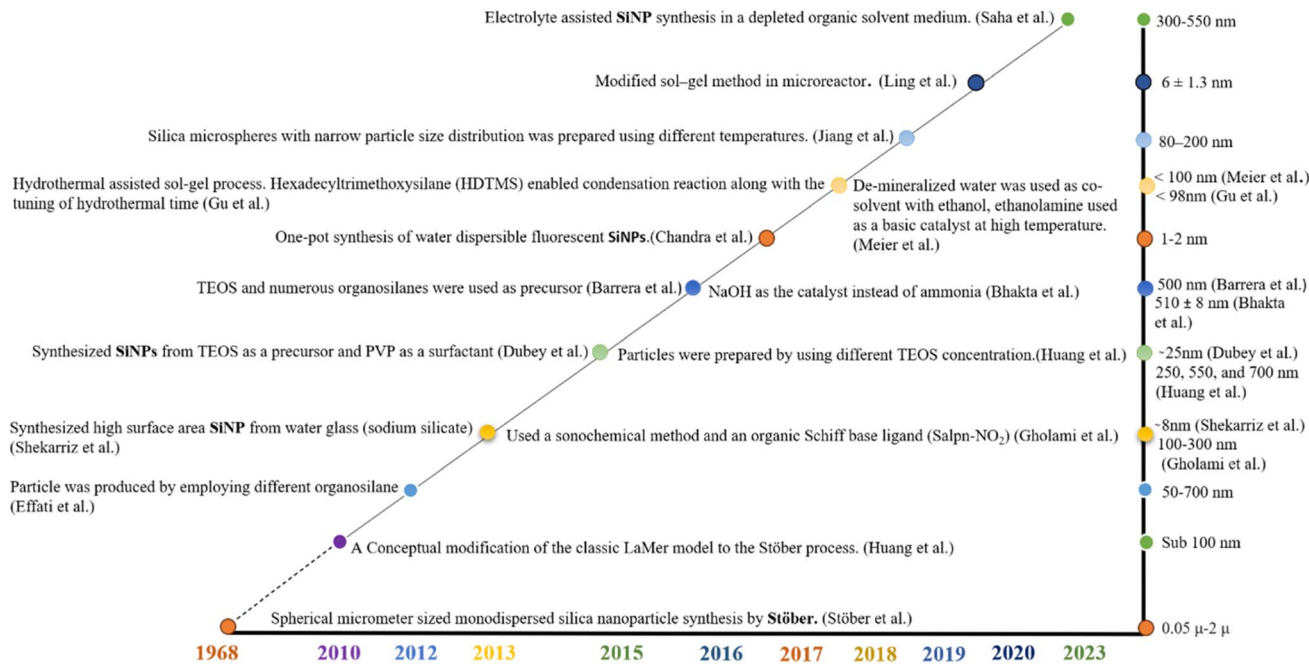 Electrolyte assisted SiNP synthesis in a depleted organic solvent medium. (Saha et al.)
300-550 nm
Modified sol–gel method in microreactor. (Ling et al.)
6 ± 1.3 nm
Silica microspheres with narrow particle size distribution was prepared using different temperatures. (Jiang et al.)
80–200 nm
Hydrothermal assisted sol-gel process. Hexadecyltrimethoxysilane (HDTMS) enabled condensation reaction along with the
tuning of hydrothermal time (Gu et al.)
De-mineralized water was used as co-
solvent with ethanol, ethanolamine used
as a basic catalyst at high temperature.
(Meier et al.)
< 100 nm (Meier et al.)
< 98nm (Gu et al.)
One-pot synthesis of water dispersible fluorescent SiNPs.(Chandra et al.)
1-2 nm
TEOS and numerous organosilanes were used as precursor (Barrera et al.)
NaOH as the catalyst instead of ammonia (Bhakta et al.)
500 nm (Barrera et al.)
510 ± 8 nm (Bhakta
et al.)
Synthesized SiNPs from TEOS as a precursor and PVP as a surfactant (Dubey et al.)
Particles were prepared by using different TEOS concentration.(Huang et al.)
~25nm (Dubey et al.)
250, 550, and 700 nm
(Huang et al.)
Synthesized high surface area SiNP from water glass (sodium silicate)
(Shekarriz et al.)
Used a sonochemical method and an organic Schiff base ligand (Salpn-NO₂) (Gholami et al.)
~8nm (Shekarriz et al.)
100-300 nm
(Gholami et al.)
Particle was produced by employing different organosilane
(Effati et al.)
50-700 nm
A Conceptual modification of the classic LaMer model to the Stöber process. (Huang et al.)
Sub 100 nm
Spherical micrometer sized monodispersed silica nanoparticle synthesis by Stöber. (Stöber et al.)
0.05 μ-2 μ
1968 2010 2012 2013 2015 2016 2017 2018 2019 2020 2023